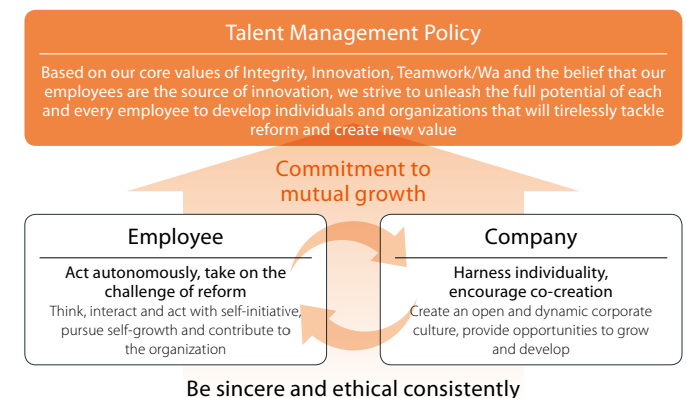 Talent Management Policy
Based on our core values of Integrity, Innovation, Teamwork/Wa and the belief that our
employees are the source of innovation, we strive to unleash the full potential of each
and every employee to develop individuals and organizations that will tirelessly tackle
reform and create new value
Commitment to
mutual growth
Employee
Act autonomously, take on the
challenge of reform
Think, interact and act with self-initiative,
pursue self-growth and contribute to
the organization
Company
Harness individuality,
encourage co-creation
Create an open and dynamic corporate
culture, provide opportunities to grow
and develop
Be sincere and ethical consistently